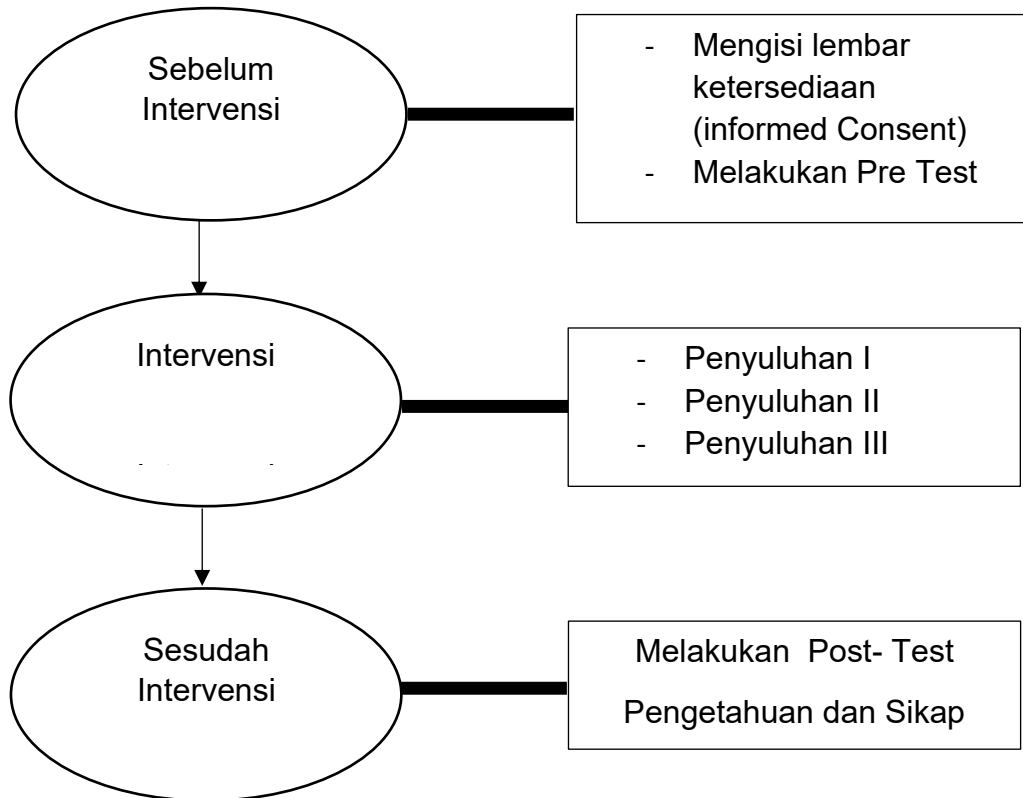 Sebelum
Intervensi
- Mengisi lembar
ketersediaan
(informed Consent)
- Melakukan Pre Test
Intervensi
- Penyuluhan I
- Penyuluhan II
- Penyuluhan III
Sesudah
Intervensi
Melakukan Post- Test
Pengetahuan dan Sikap